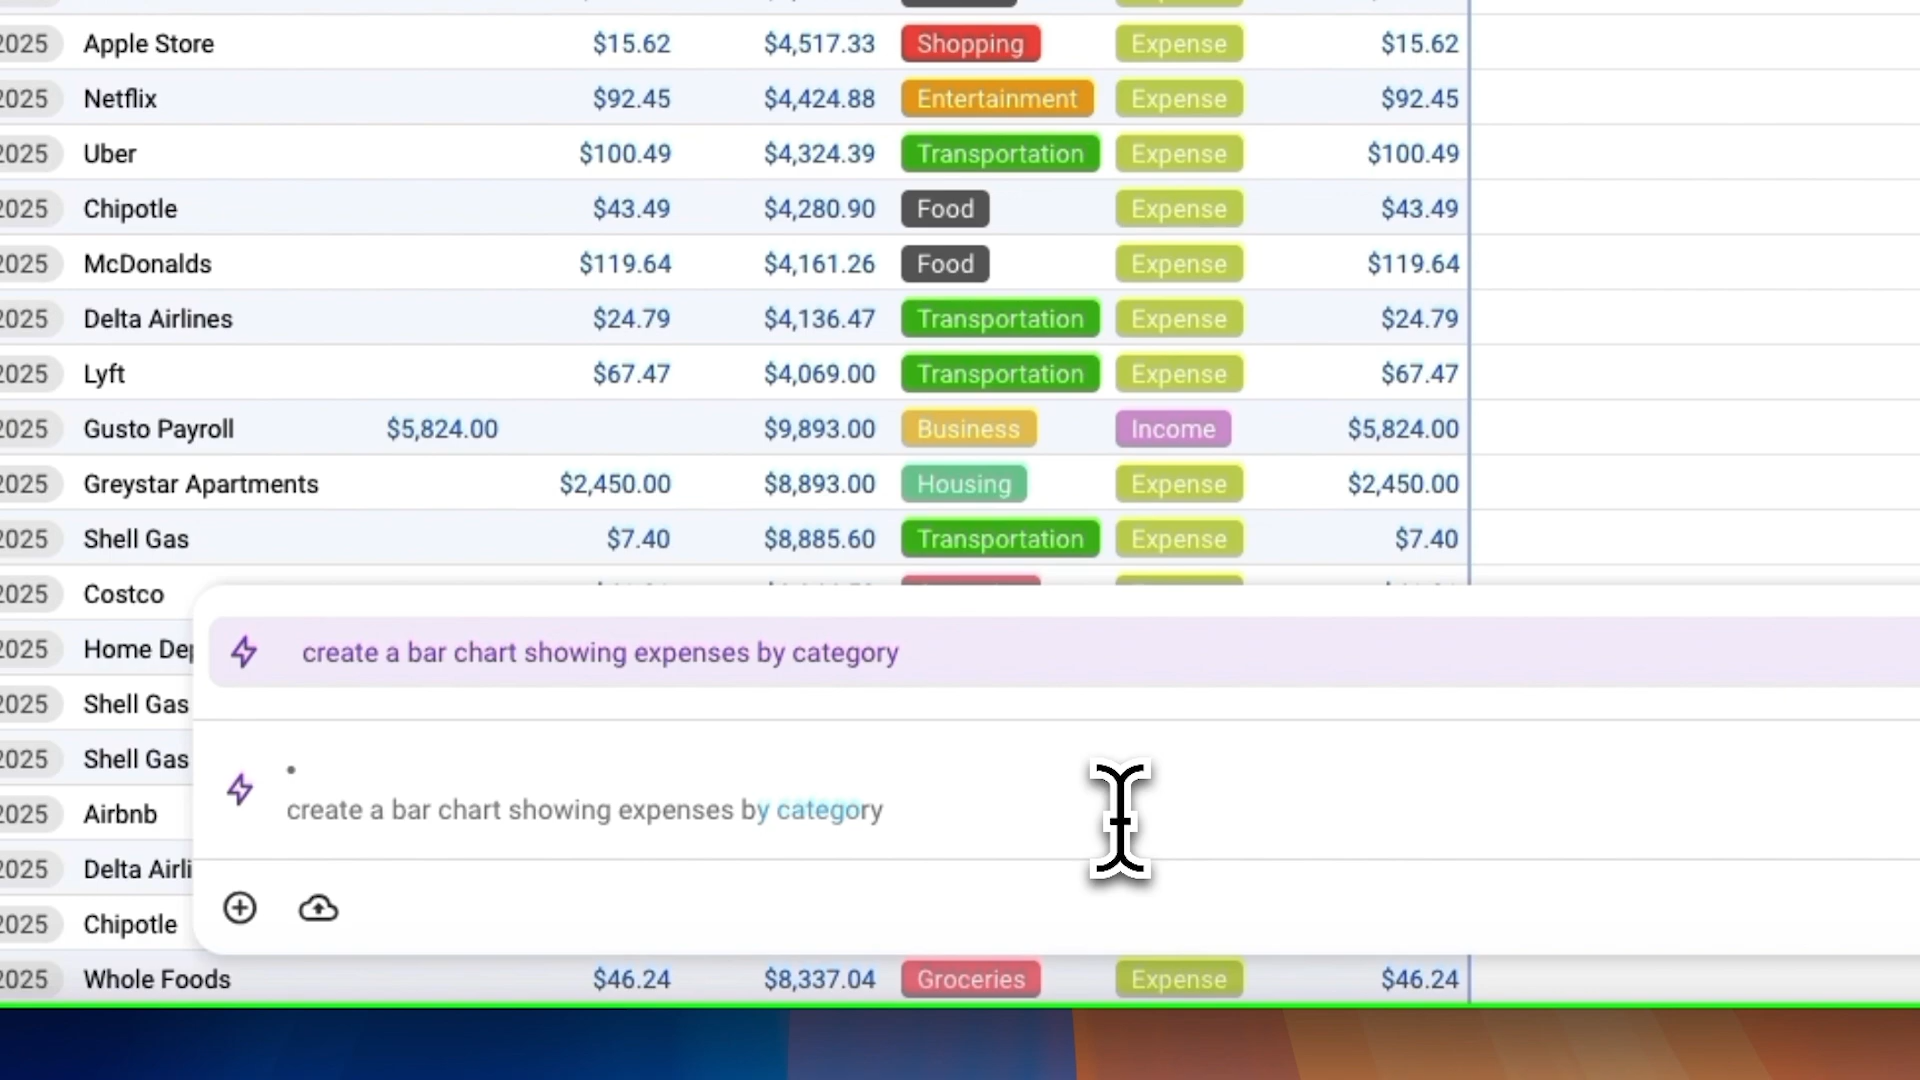 2025 Apple Store $15.62 $4,517.33 Shopping Expense $15.62
2025 Netflix $92.45 $4,424.88 Entertainment Expense $92.45
2025 Uber $100.49 $4,324.39 Transportation Expense $100.49
2025 Chipotle $43.49 $4,280.90 Food Expense $43.49
2025 McDonalds $119.64 $4,161.26 Food Expense $119.64
2025 Delta Airlines $24.79 $4,136.47 Transportation Expense $24.79
2025 Lyft $67.47 $4,069.00 Transportation Expense $67.47
2025 Gusto Payroll $5,824.00 $9,893.00 Business Income $5,824.00
2025 Greystar Apartments $2,450.00 $8,893.00 Housing Expense $2,450.00
2025 Shell Gas $7.40 $8,885.60 Transportation Expense $7.40
2025 Costco
2025 Home De
create a bar chart showing expenses by category
2025 Shell Gas
2025 Shell Gas
create a bar chart showing expenses by category
2025 Airbnb
2025 Delta Airli
2025 Chipotle
2025 Whole Foods $46.24 $8,337.04 Groceries Expense $46.24